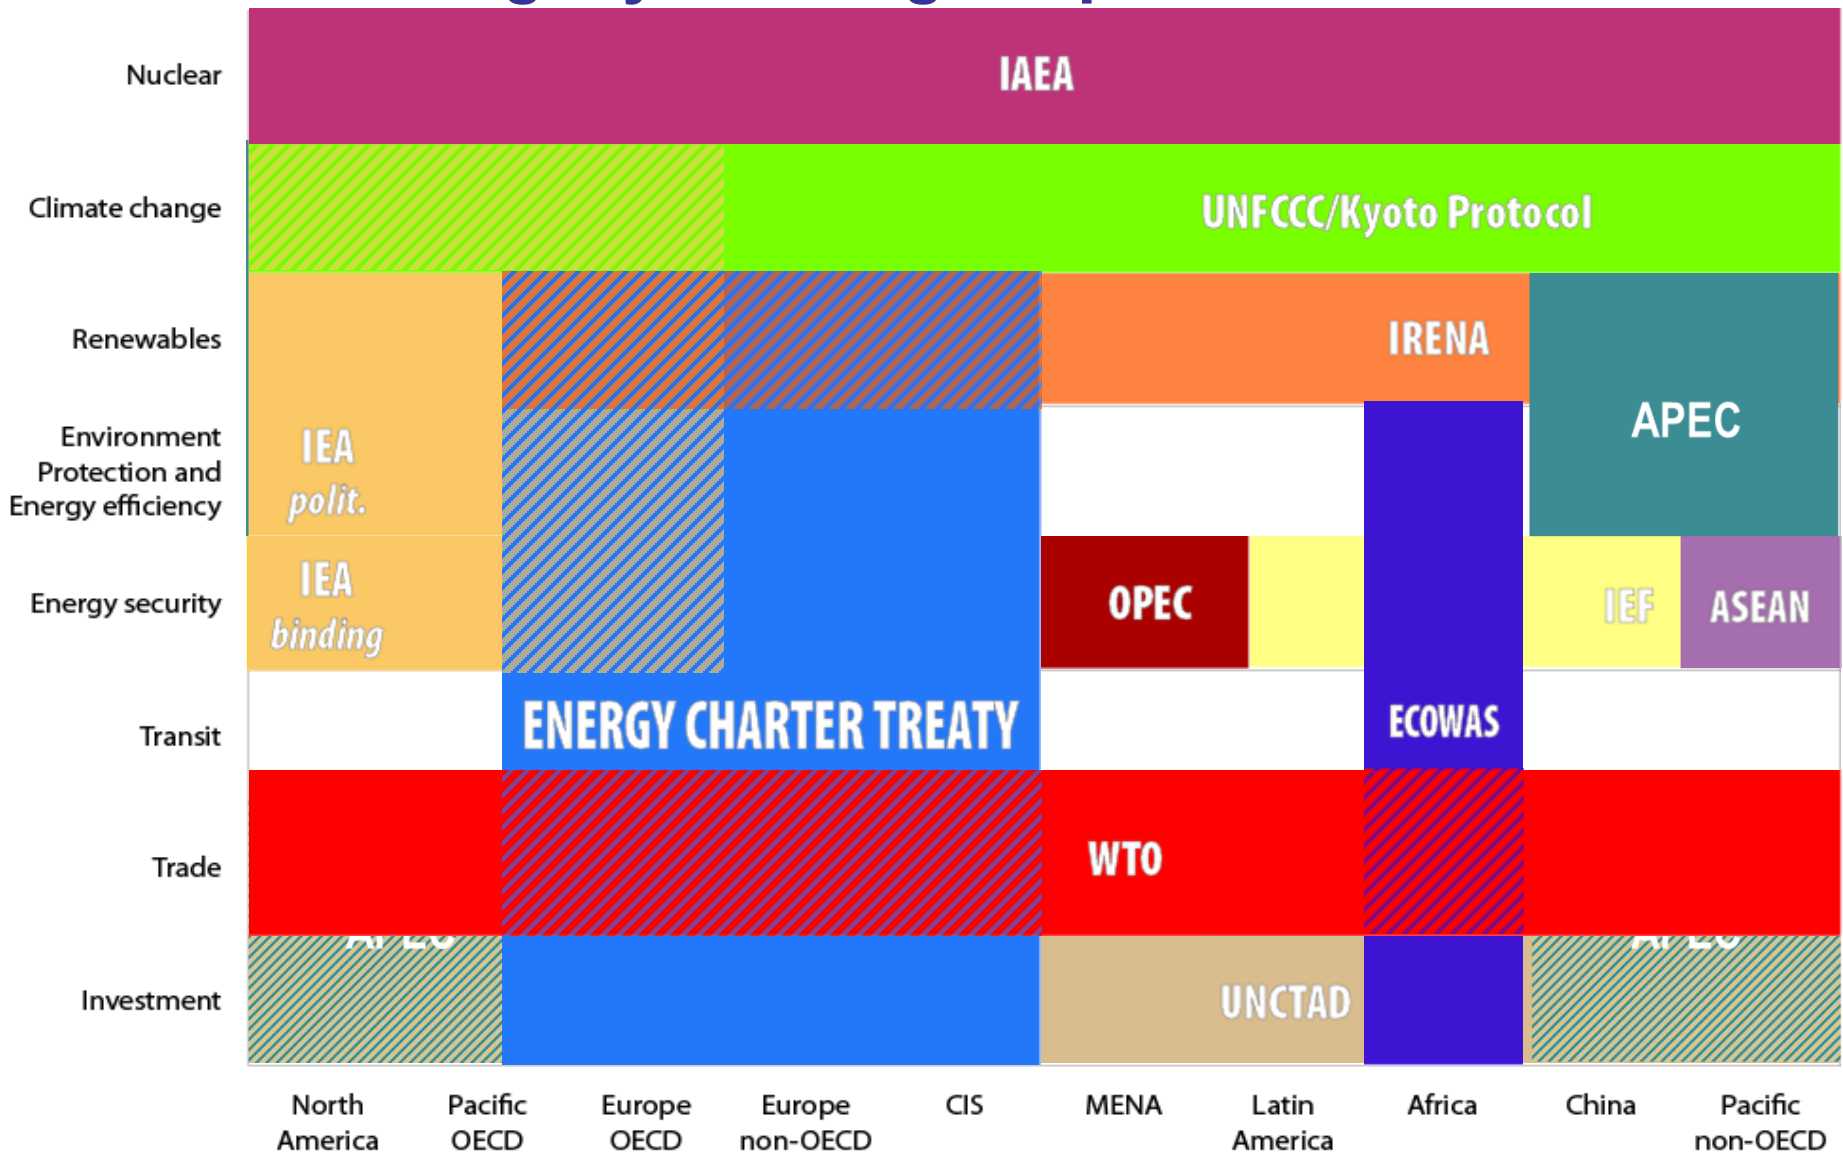 Nuclear
IAEA
Climate change
UNFCCC/Kyoto Protocol
Renewables
IRENA
Environment
Protection and
Energy efficiency
IEA
polit.
APEC
Energy security
IEA
binding
OPEC
IEF
ASEAN
Transit
ENERGY CHARTER TREATY
ECOWAS
Trade
WTO
APEC
APEC
Investment
UNCTAD
North
America
Pacific
OECD
Europe
OECD
Europe
non-OECD
CIS
MENA
Latin
America
Africa
China
Pacific
non-OECD